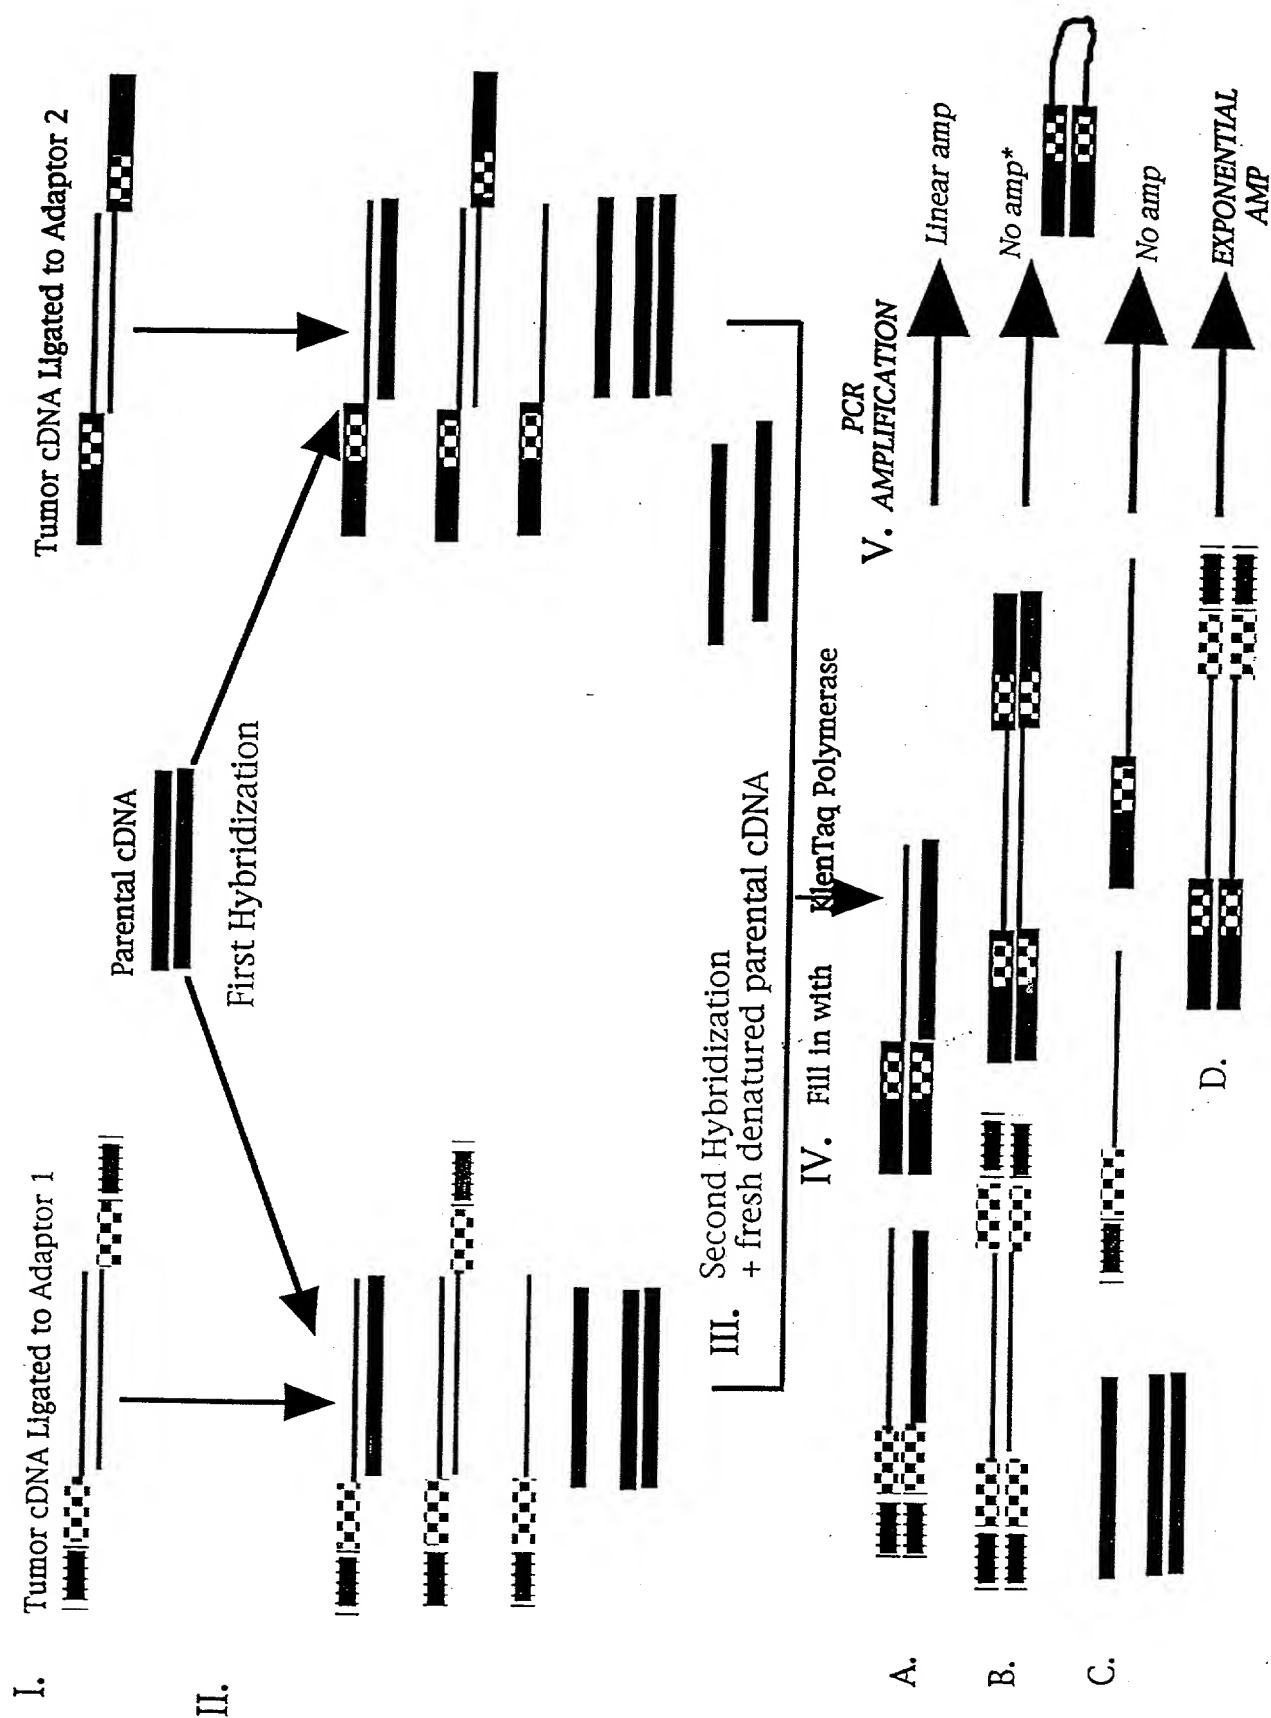 I. Tumor cDNA Ligated to Adaptor 1
Tumor cDNA Ligated to Adaptor 2
Parental cDNA
II.
First Hybridization
III. Second Hybridization
+ fresh denatured parental cDNA
IV. Fill in with KlenTaq Polymerase
V. PCR
AMPLIFICATION
A.
Linear amp
B.
No amp*
C.
No amp
D.
EXPONENTIAL
AMP